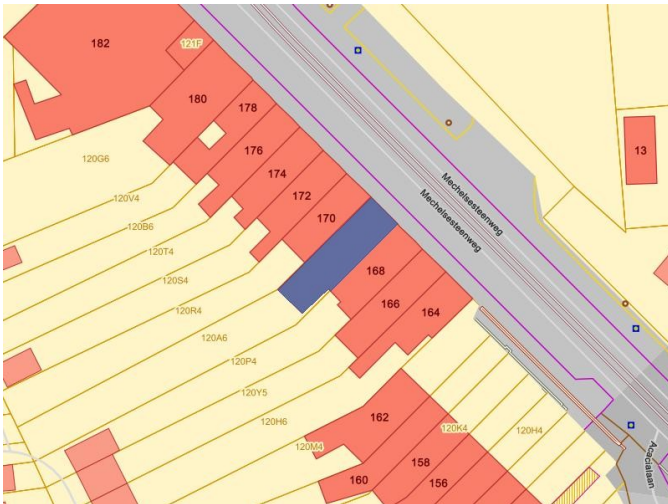 182
121F
180
178
13
120G6
176
174
Mechelsesteenweg
Mechelsesteenweg
172
120V4
170
120B6
120T4
168
120S4
166
120R4
164
120A6
120P4
120Y5
120H6
162
120K4
120H4
120M4
Acacialaan
158
160
156